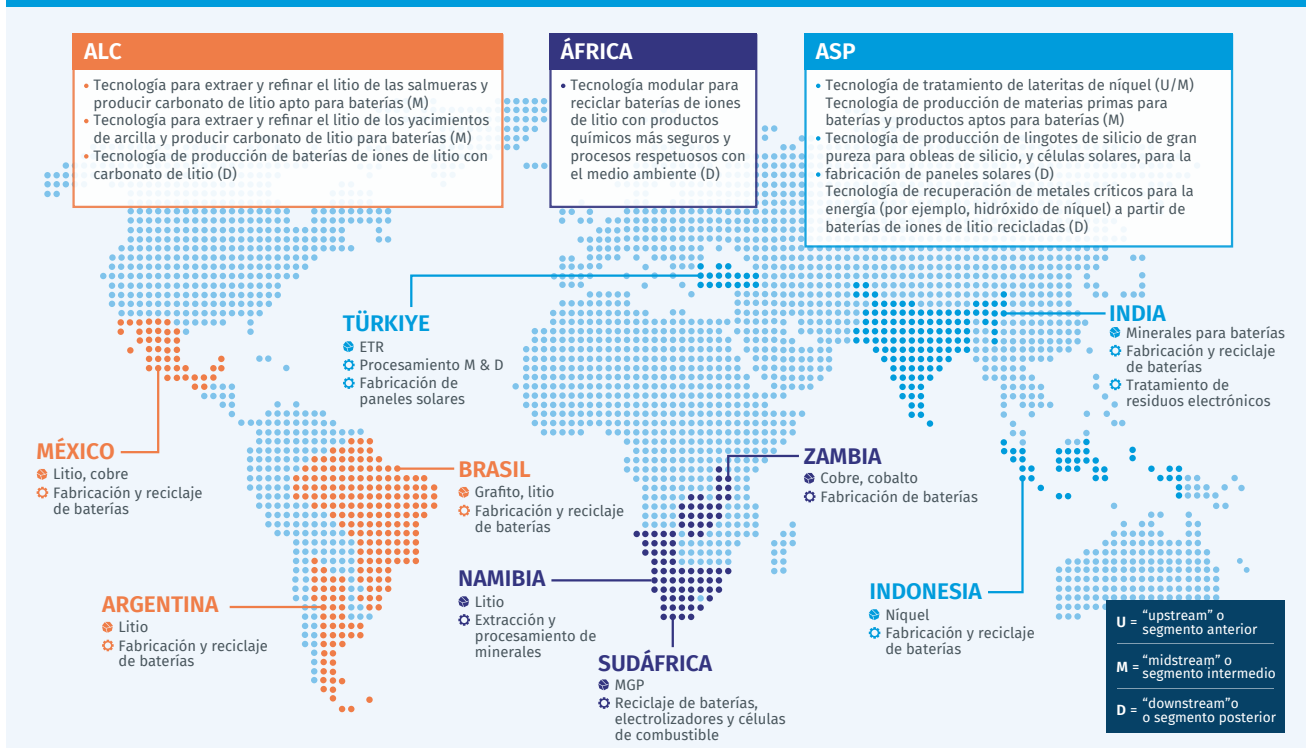 ALC
• Tecnología para extraer y refinar el litio de las salmueras y
producir carbonato de litio apto para baterías (M)
• Tecnología para extraer y refinar el litio de los yacimientos
de arcilla y producir carbonato de litio para baterías (M)
• Tecnología de producción de baterías de iones de litio con
carbonato de litio (D)
ÁFRICA
• Tecnología modular para
reciclar baterías de iones
de litio con productos
químicos más seguros y
procesos respetuosos con
el medio ambiente (D)
ASP
• Tecnología de tratamiento de lateritas de níquel (U/M)
Tecnología de producción de materias primas para
baterías y productos aptos para baterías (M)
• Tecnología de producción de lingotes de silicio de gran
pureza para obleas de silicio, y células solares, para la
• fabricación de paneles solares (D)
Tecnología de recuperación de metales críticos para la
energía (por ejemplo, hidróxido de níquel) a partir de
baterías de iones de litio recicladas (D)
TÜRKIYE
ETR
Procesamiento M & D
Fabricación de
paneles solares
INDIA
Minerales para baterías
Fabricación y reciclaje
de baterías
Tratamiento de
residuos electrónicos
MÉXICO
Litio, cobre
Fabricación y reciclaje
de baterías
BRASIL
Grafito, litio
Fabricación y reciclaje
de baterías
ZAMBIA
Cobre, cobalto
Fabricación de baterías
NAMIBIA
Litio
Extracción y
procesamiento de
minerales
ARGENTINA
Litio
Fabricación y reciclaje
de baterías
INDONESIA
Níquel
Fabricación y reciclaje
de baterías
SUDÁFRICA
MGP
Reciclaje de baterías,
electrolizadores y células
de combustible
U = “upstream” o
segmento anterior
M = “midstream” o
segmento intermedio
D = “downstream”o
o segmento posterior